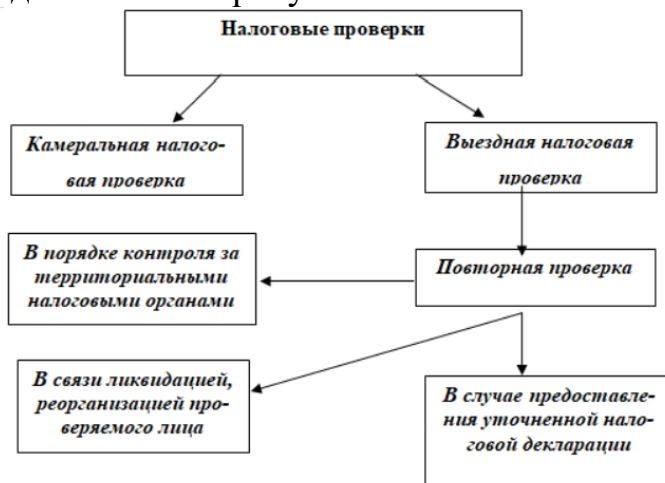 Налоговые проверки
Камеральная налого-
вая проверка
Выездная налоговая
проверка
В порядке контроля за
территориальными
налоговыми органами
Повторная проверка
В связи ликвидацией,
реорганизацией про-
веряемого лица
В случае предоставле-
ния уточненной нало-
говой декларации